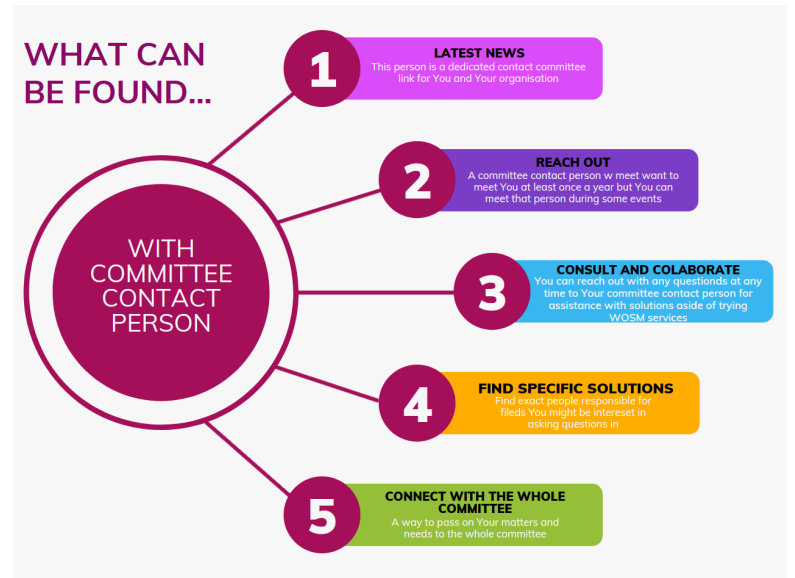 WHAT CAN
BE FOUND...
WITH
COMMITTEE
CONTACT
PERSON
1
LATEST NEWS
This person is a dedicated contact committee
link for You and Your organisation
2
REACH OUT
A committee contact person w meet want to
meet You at least once a year but You can
meet that person during some events
3
CONSULT AND COLABORATE
You can reach out with any questionds at any
time to Your committee contact person for
assistance with solutions aside of trying
WOSM services
4
FIND SPECIFIC SOLUTIONS
Find exact people responsible for
fileds You might be intereset in
asking questions in
5
CONNECT WITH THE WHOLE
COMMITTEE
A way to pass on Your matters and
needs to the whole committee